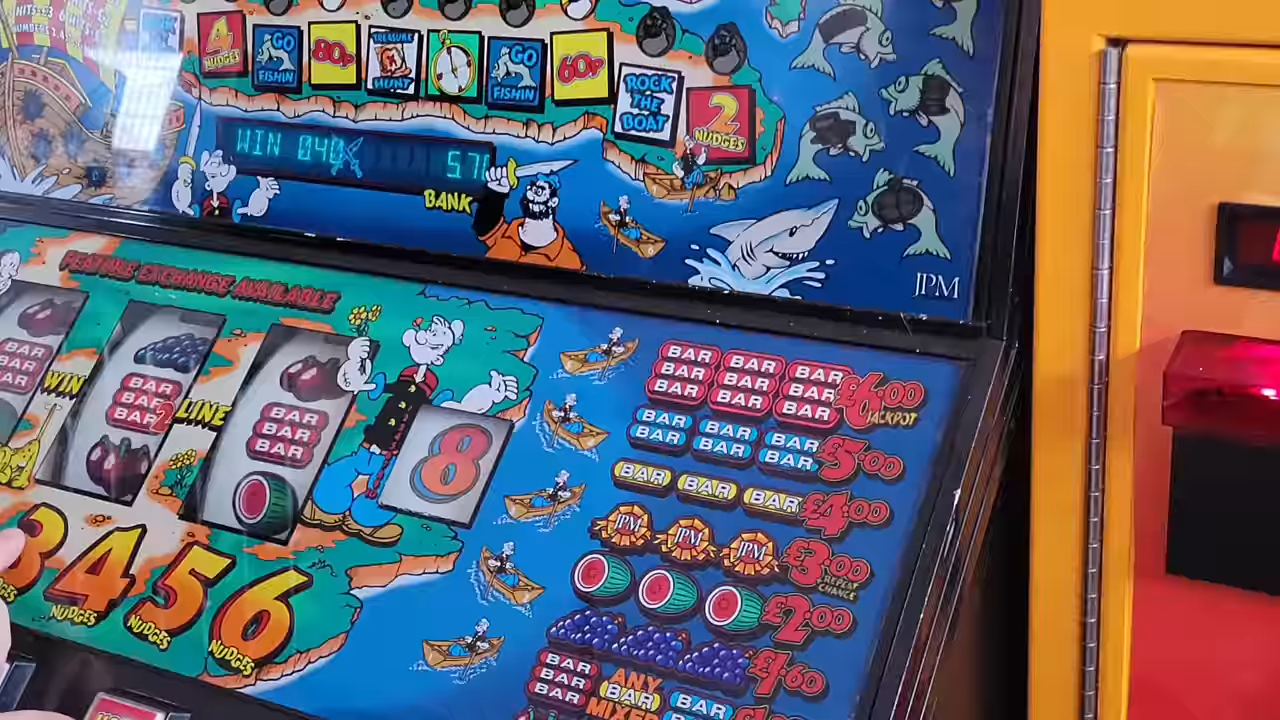 4
NUDGES
GO
FISHIN
80p
TREASURE
HUNT
GO
FISHIN
60p
ROCK
THE
BOAT
2
NUDGES
WIN 040
BANK
JPM
FEATURE EXCHANGE AVAILABLE
BAR
BAR
BAR
WIN
BAR
BAR
BAR
LINE
BAR
BAR
BAR
8
3
4
NUDGES
5
NUDGES
6
NUDGES
BAR BAR BAR
BAR BAR BAR
BAR BAR BAR
£6.00
JACKPOT
BAR BAR BAR
BAR BAR BAR
£5.00
BAR BAR BAR £4.00
JPM JPM JPM £3.00
REPEAT
CHANCE
£2.00
£1.60
BAR
BAR
BAR
ANY
BAR
MIXED
BAR